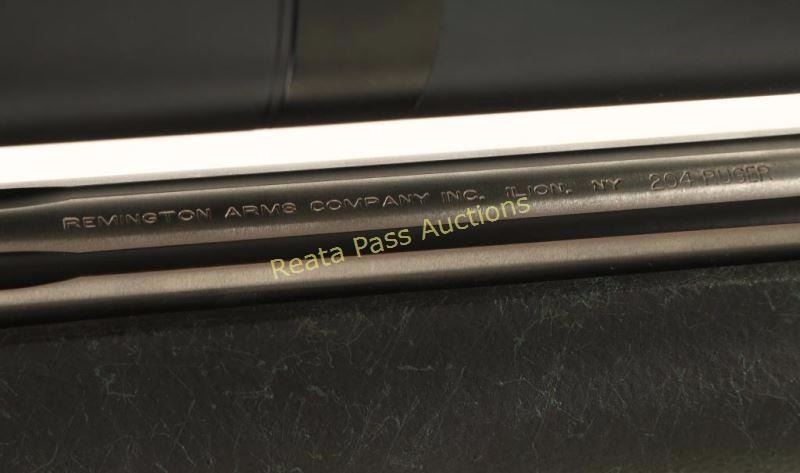 REMINGTON ARMS COMPANY INC. ILION, NY 204 RUGER
Reata Pass Auctions